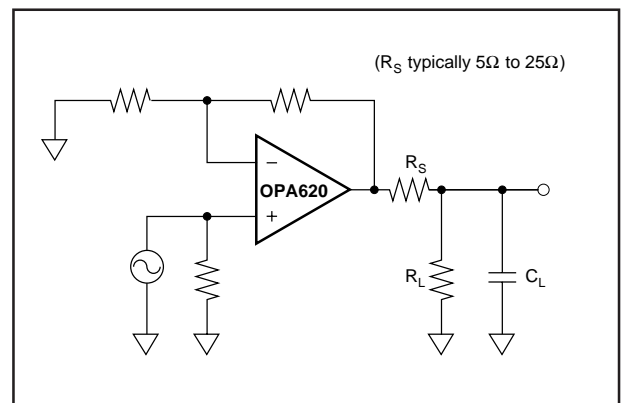 (R_S typically 5Ω to 25Ω)
−
OPA620
+
R_S
R_L
C_L